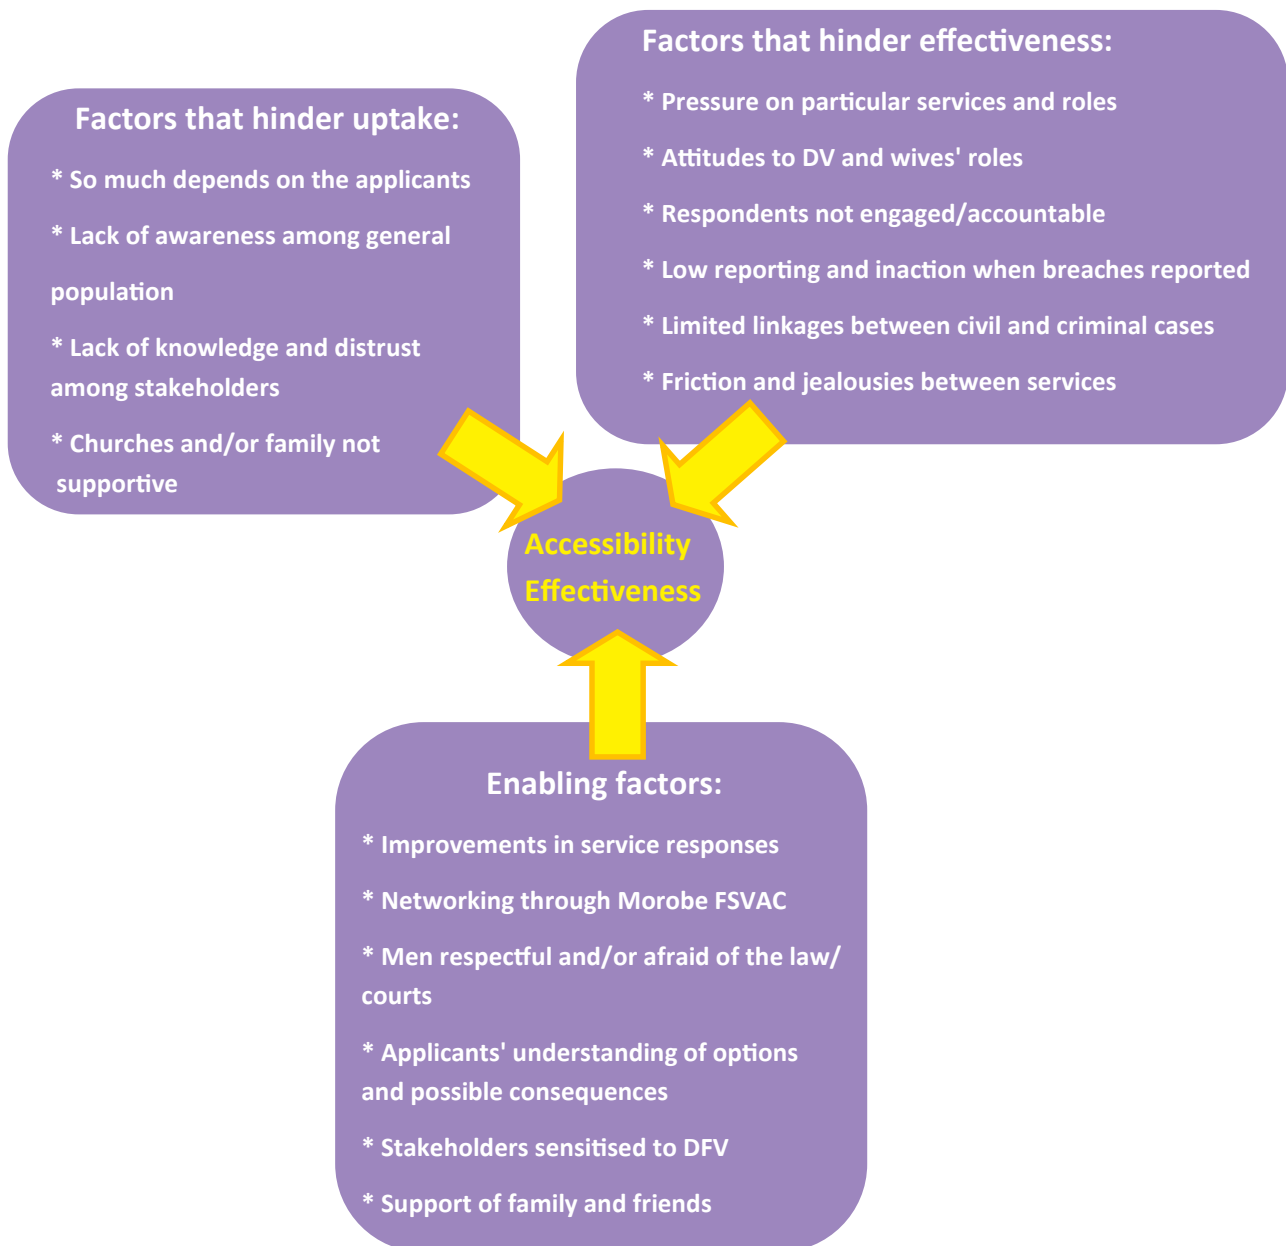 Factors that hinder uptake:
* So much depends on the applicants
* Lack of awareness among general
population
* Lack of knowledge and distrust
among stakeholders
* Churches and/or family not
supportive
Factors that hinder effectiveness:
* Pressure on particular services and roles
* Attitudes to DV and wives' roles
* Respondents not engaged/accountable
* Low reporting and inaction when breaches reported
* Limited linkages between civil and criminal cases
* Friction and jealousies between services
Accessibility
Effectiveness
Enabling factors:
* Improvements in service responses
* Networking through Morobe FSVAC
* Men respectful and/or afraid of the law/
courts
* Applicants' understanding of options
and possible consequences
* Stakeholders sensitised to DFV
* Support of family and friends